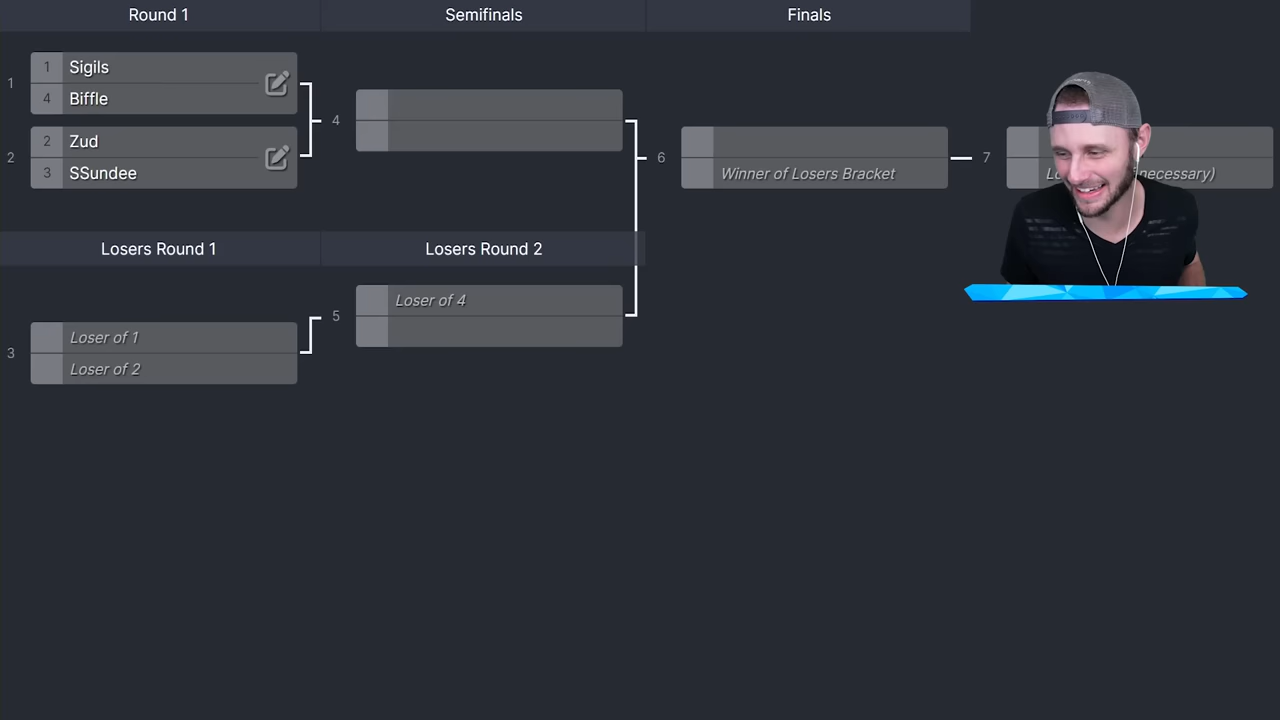 Round 1
Semifinals
Finals
1
1 Sigils
4 Biffle
2
2 Zud
3 SSundee
4
6
Winner of Losers Bracket
7
necessary)
Losers Round 1
Losers Round 2
3
Loser of 1
Loser of 2
5
Loser of 4